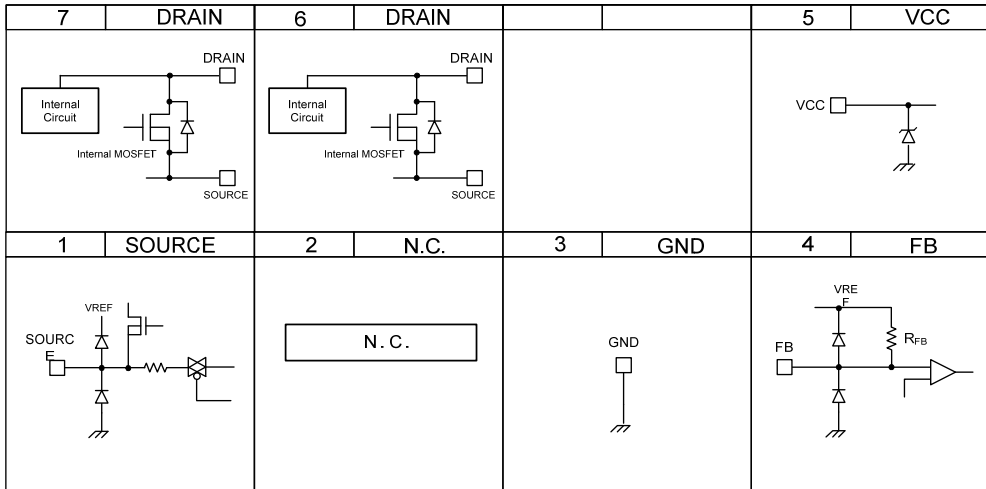 7 DRAIN 6 DRAIN 5 VCC
DRAIN
Internal
Circuit
Internal MOSFET
SOURCE
DRAIN
Internal
Circuit
Internal MOSFET
SOURCE
VCC
1 SOURCE 2 N.C. 3 GND 4 FB
VREF
SOURC
E
N.C.
GND
VRE
F
RFB
FB